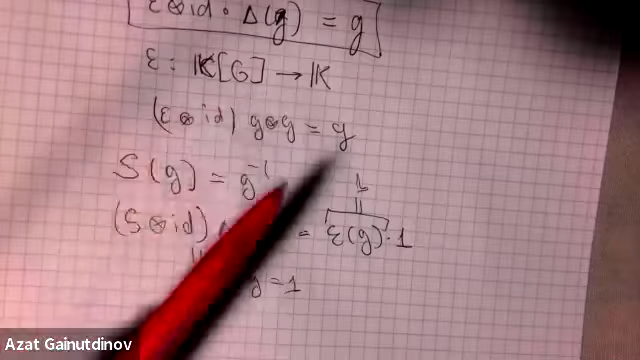 ε⊗id ∘ Δ(g) = g
ε : 𝕂[G] → 𝕂
(ε⊗id) g⊗g = g
S(g) = g⁻¹
1
(S⊗id) = ε(g)·1
g = 1
Azat Gainutdinov